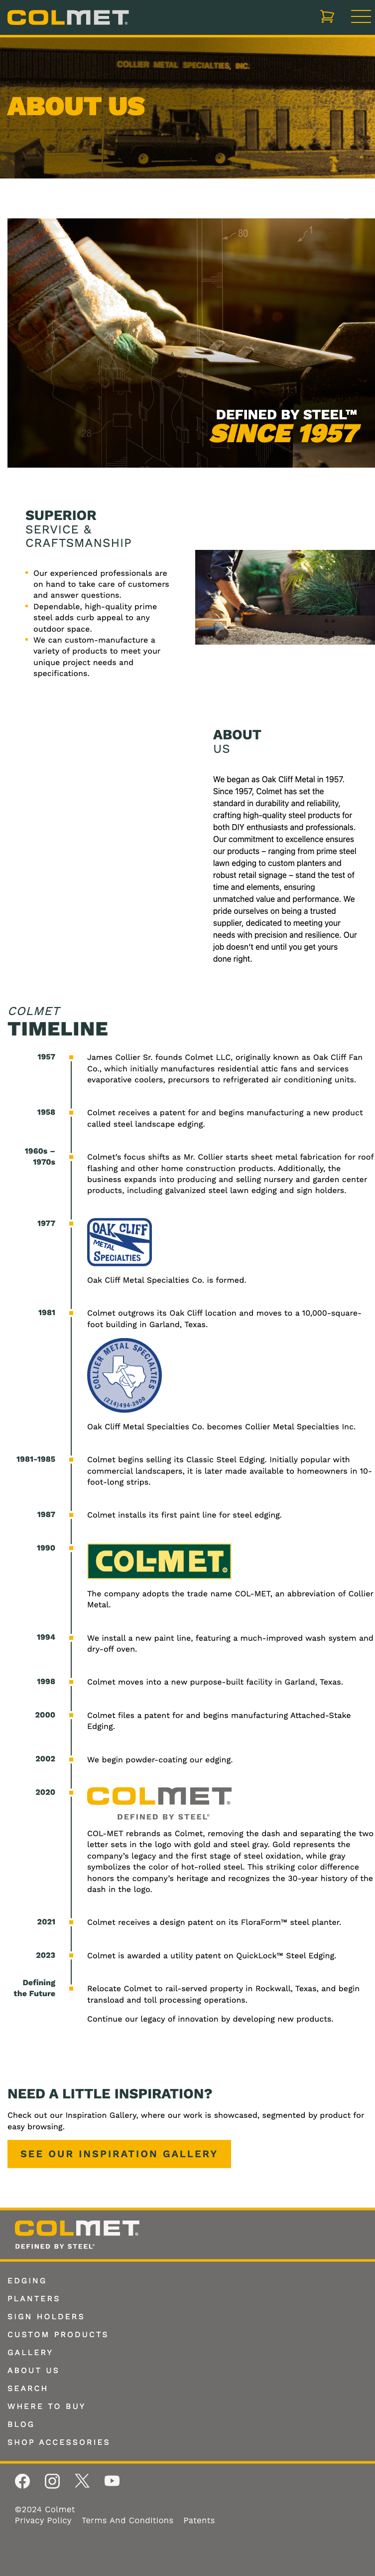 COLMET
COLLIER METAL SPECIALTIES, INC.
ABOUT US
80
1
DEFINED BY STEEL™
SINCE 1957
SUPERIOR
SERVICE &
CRAFTSMANSHIP
Our experienced professionals are
on hand to take care of customers
and answer questions.
Dependable, high-quality prime
steel adds curb appeal to any
outdoor space.
We can custom-manufacture a
variety of products to meet your
unique project needs and
specifications.
ABOUT
US
We began as Oak Cliff Metal in 1957.
Since 1957, Colmet has set the
standard in durability and reliability,
crafting high-quality steel products for
both DIY enthusiasts and professionals.
Our commitment to excellence ensures
our products – ranging from prime steel
lawn edging to custom planters and
robust retail signage – stand the test of
time and elements, ensuring
unmatched value and performance. We
pride ourselves on being a trusted
supplier, dedicated to meeting your
needs with precision and resilience. Our
job doesn't end until you get yours
done right.
COLMET
TIMELINE
1957
James Collier Sr. founds Colmet LLC, originally known as Oak Cliff Fan
Co., which initially manufactures residential attic fans and services
evaporative coolers, precursors to refrigerated air conditioning units.
1958
Colmet receives a patent for and begins manufacturing a new product
called steel landscape edging.
1960s –
1970s
Colmet's focus shifts as Mr. Collier starts sheet metal fabrication for roof
flashing and other home construction products. Additionally, the
business expands into producing and selling nursery and garden center
products, including galvanized steel lawn edging and sign holders.
1977
OAK CLIFF
METAL
SPECIALTIES
Oak Cliff Metal Specialties Co. is formed.
1981
Colmet outgrows its Oak Cliff location and moves to a 10,000-square-
foot building in Garland, Texas.
COLLIER METAL SPECIALTIES
(214)494-3900
Oak Cliff Metal Specialties Co. becomes Collier Metal Specialties Inc.
1981-1985
Colmet begins selling its Classic Steel Edging. Initially popular with
commercial landscapers, it is later made available to homeowners in 10-
foot-long strips.
1987
Colmet installs its first paint line for steel edging.
1990
COL-MET®
The company adopts the trade name COL-MET, an abbreviation of Collier
Metal.
1994
We install a new paint line, featuring a much-improved wash system and
dry-off oven.
1998
Colmet moves into a new purpose-built facility in Garland, Texas.
2000
Colmet files a patent for and begins manufacturing Attached-Stake
Edging.
2002
We begin powder-coating our edging.
2020
COLMET®
DEFINED BY STEEL®
COL-MET rebrands as Colmet, removing the dash and separating the two
letter sets in the logo with gold and steel gray. Gold represents the
company's legacy and the first stage of steel oxidation, while gray
symbolizes the color of hot-rolled steel. This striking color difference
honors the company's heritage and recognizes the 30-year history of the
dash in the logo.
2021
Colmet receives a design patent on its FloraForm™ steel planter.
2023
Colmet is awarded a utility patent on QuickLock™ Steel Edging.
Defining
the Future
Relocate Colmet to rail-served property in Rockwall, Texas, and begin
transload and toll processing operations.
Continue our legacy of innovation by developing new products.
NEED A LITTLE INSPIRATION?
Check out our Inspiration Gallery, where our work is showcased, segmented by product for
easy browsing.
SEE OUR INSPIRATION GALLERY
COLMET®
DEFINED BY STEEL®
EDGING
PLANTERS
SIGN HOLDERS
CUSTOM PRODUCTS
GALLERY
ABOUT US
SEARCH
WHERE TO BUY
BLOG
SHOP ACCESSORIES
©2024 Colmet
Privacy Policy Terms And Conditions Patents